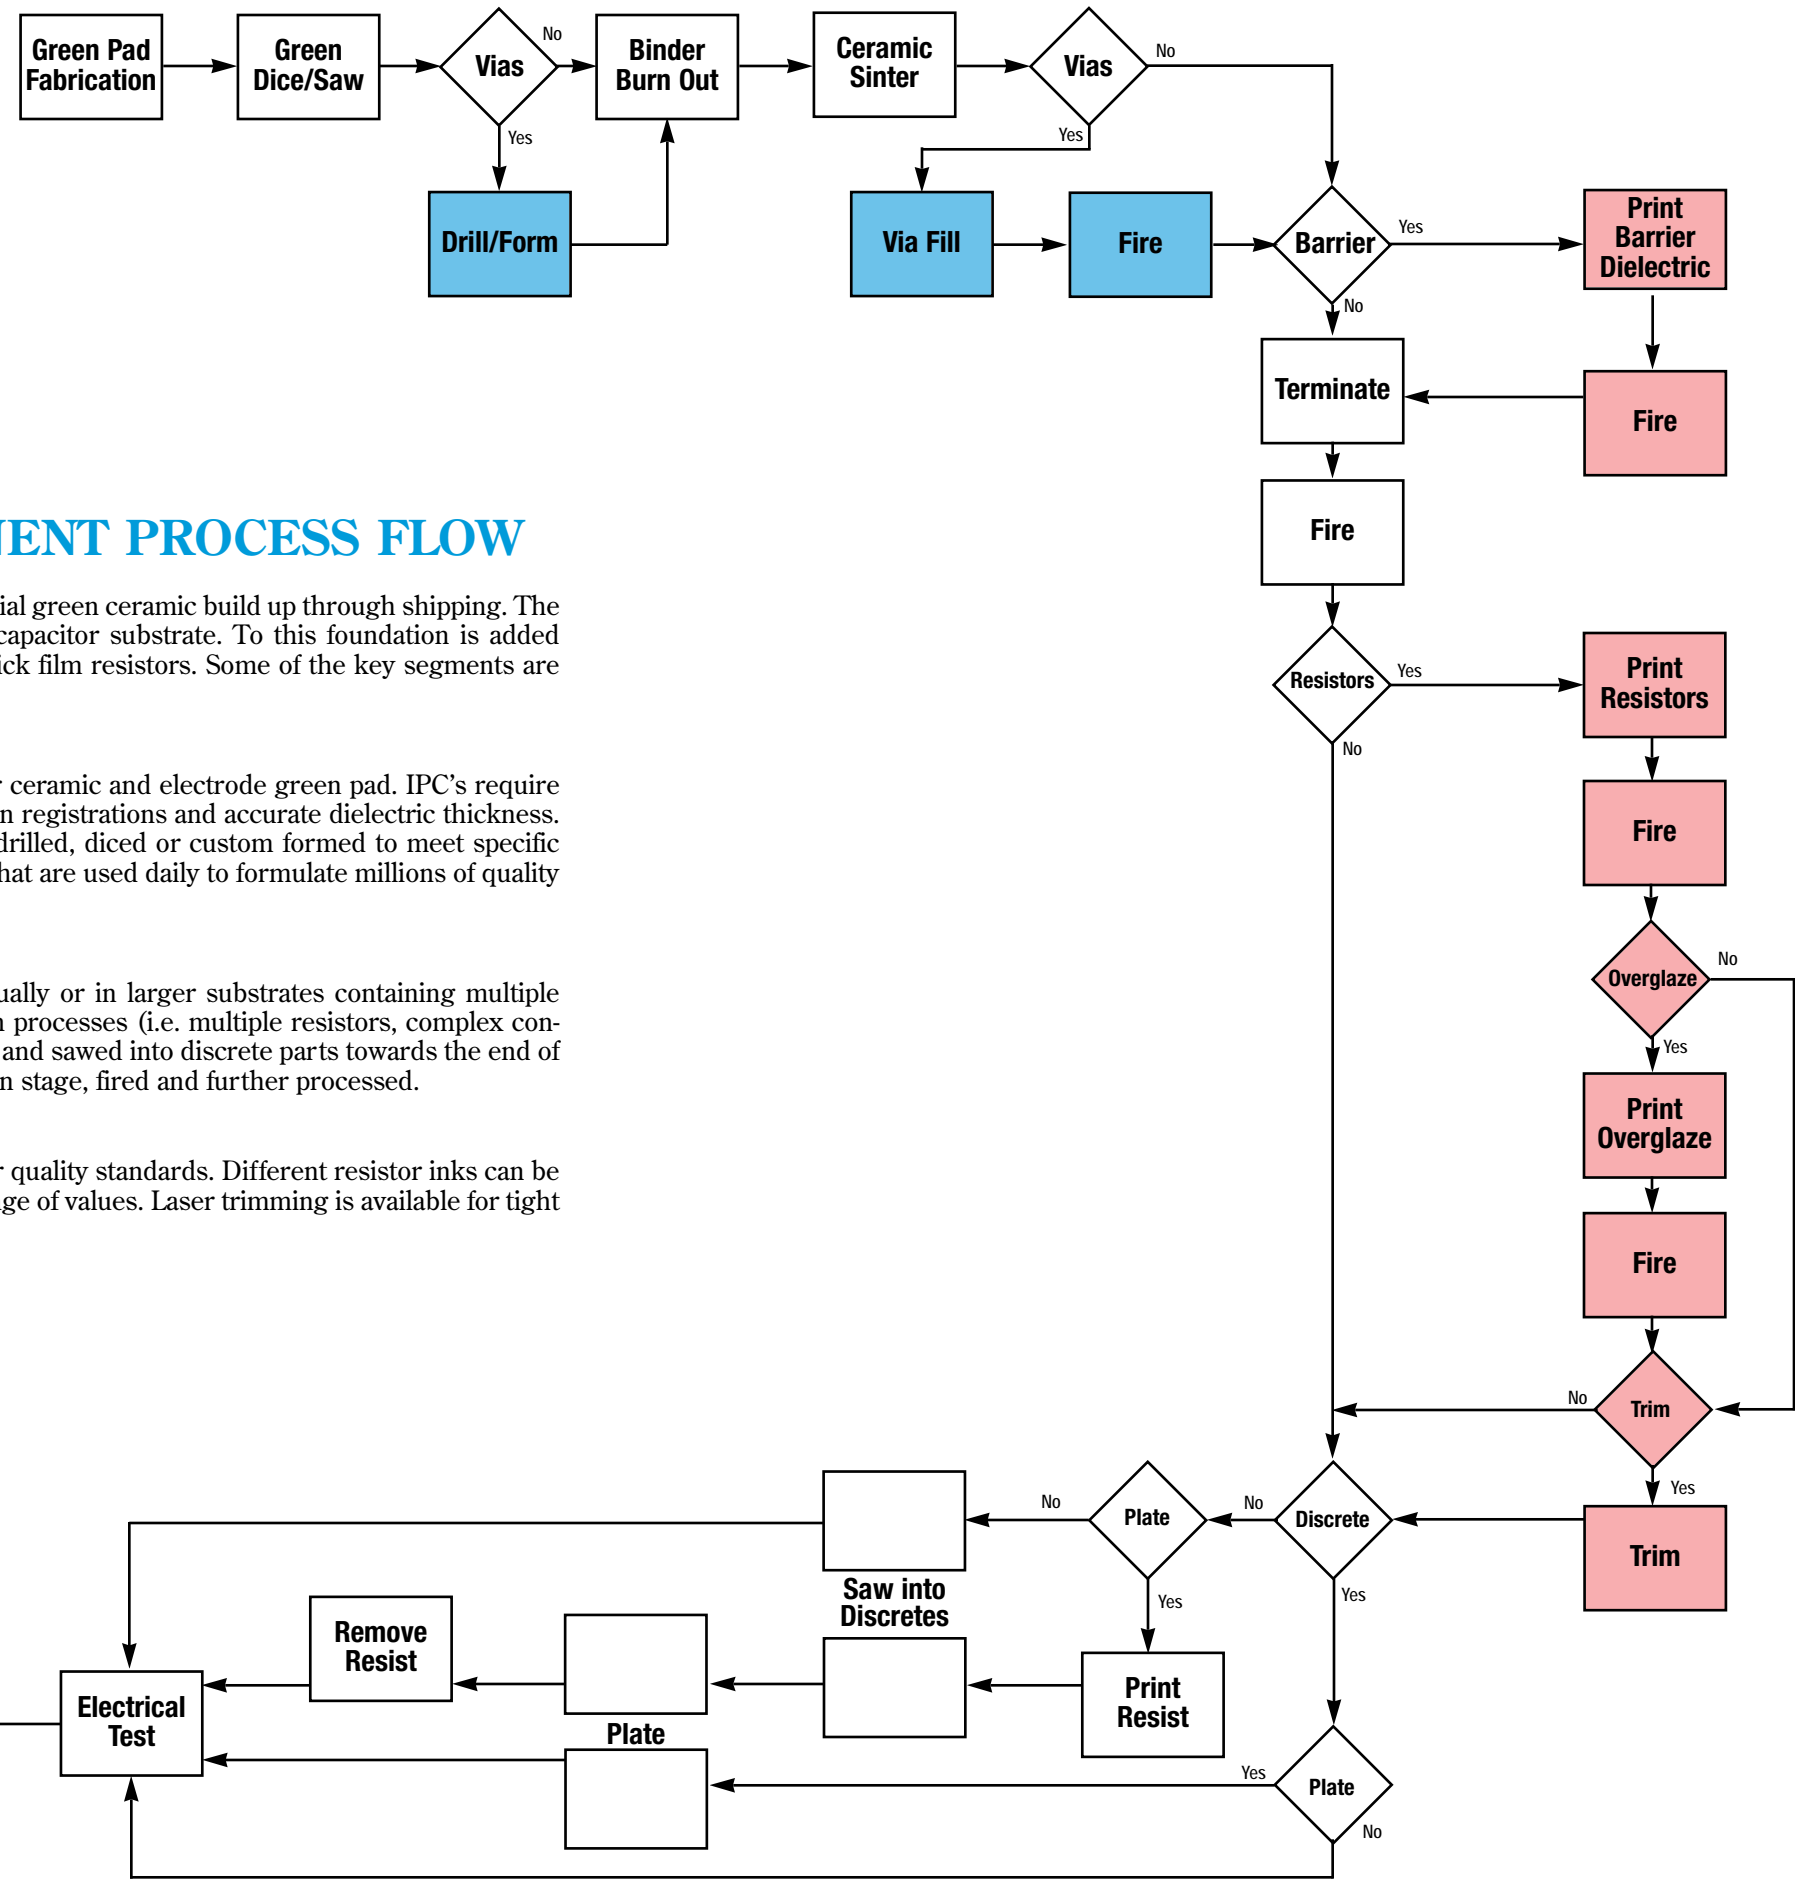 Green Pad
Fabrication
Green
Dice/Saw
Vias
No
Yes
Binder
Burn Out
Ceramic
Sinter
Vias
No
Yes
Drill/Form
Via Fill
Fire
Barrier
Yes
No
Print
Barrier
Dielectric
Fire
Terminate
Fire
NENT PROCESS FLOW
ial green ceramic build up through shipping. The
capacitor substrate. To this foundation is added
ick film resistors. Some of the key segments are
r ceramic and electrode green pad. IPC's require
n registrations and accurate dielectric thickness.
drilled, diced or custom formed to meet specific
hat are used daily to formulate millions of quality
ually or in larger substrates containing multiple
n processes (i.e. multiple resistors, complex con-
and sawed into discrete parts towards the end of
n stage, fired and further processed.
r quality standards. Different resistor inks can be
ge of values. Laser trimming is available for tight
Resistors
Yes
No
Print
Resistors
Fire
Overglaze
No
Yes
Print
Overglaze
Fire
Trim
No
Yes
Trim
Discrete
No
Yes
Plate
No
Yes
Saw into
Discretes
Print
Resist
Remove
Resist
Plate
Plate
Yes
No
Electrical
Test